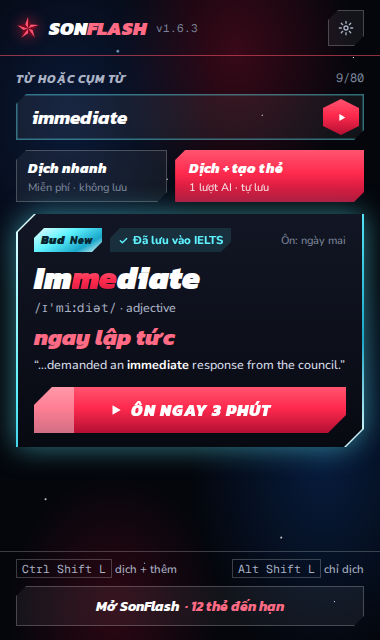 SONFLASH v1.6.3
TỪ HOẶC CỤM TỪ 9/80
immediate
Dịch nhanh
Miễn phí · không lưu
Dịch + tạo thẻ
1 lượt AI · tự lưu
Bud New ✓ Đã lưu vào IELTS Ôn: ngày mai
Immediate
/ɪˈmiːdiət/ · adjective
ngay lập tức
“...demanded an immediate response from the council.”
ÔN NGAY 3 PHÚT
Ctrl Shift L dịch + thêm Alt Shift L chỉ dịch
Mở SonFlash · 12 thẻ đến hạn